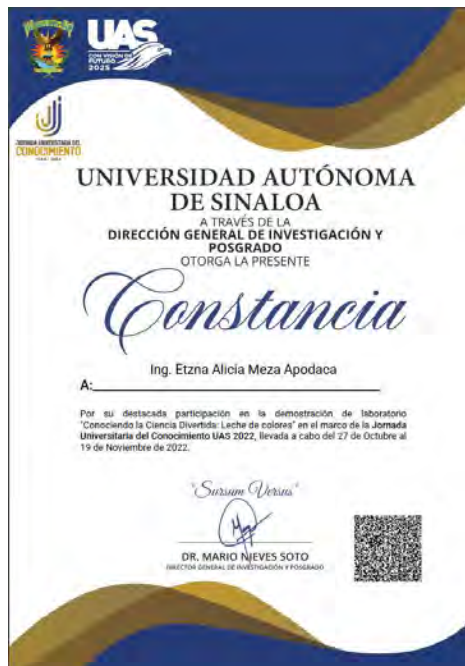 UAS
CON VISIÓN DE
FUTURO
2025
JORNADA UNIVERSITARIA DEL
CONOCIMIENTO
UNIVERSIDAD AUTÓNOMA
DE SINALOA
A TRAVÉS DE LA
DIRECCIÓN GENERAL DE INVESTIGACIÓN Y
POSGRADO
OTORGA LA PRESENTE
Constancia
Ing. Etzna Alicia Meza Apodaca
A:
Por su destacada participación en la demostración de laboratorio
"Conociendo la Ciencia Divertida: Leche de colores" en el marco de la Jornada
Universitaria del Conocimiento UAS 2022, llevada a cabo del 27 de Octubre al
19 de Noviembre de 2022.
"Sursum Versus"
DR. MARIO NIEVES SOTO
DIRECTOR GENERAL DE INVESTIGACIÓN Y POSGRADO